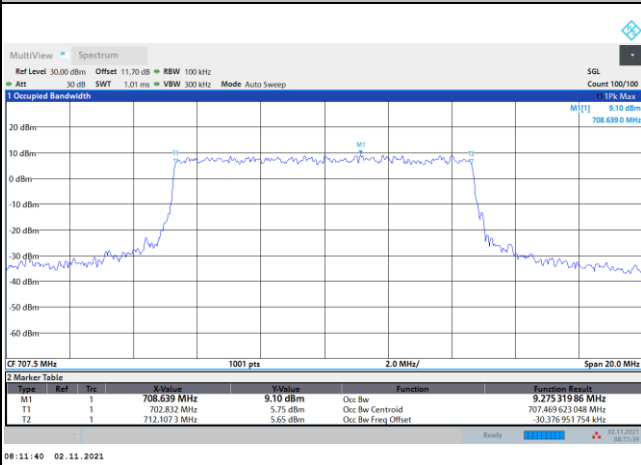 MultiView Spectrum
Ref Level 30.00 dBm Offset 11.70 dB RBW 100 kHz SGL
Att 30 dB SWT 1.01 ms VBW 300 kHz Mode Auto Sweep Count 100/100
1 Occupied Bandwidth 1Pk Max
M1[1] 9.10 dBm
708.639 0 MHz
20 dBm
10 dBm
T1 M1 T2
0 dBm
-10 dBm
-20 dBm
-30 dBm
-40 dBm
-50 dBm
-60 dBm
CF 707.5 MHz 1001 pts 2.0 MHz/ Span 20.0 MHz
2 Marker Table
Type Ref Trc X-Value Y-Value Function Function Result
M1 1 708.639 MHz 9.10 dBm Occ Bw 9.275 319 86 MHz
T1 1 702.832 MHz 5.75 dBm Occ Bw Centroid 707.469 623 048 MHz
T2 1 712.107 3 MHz 5.65 dBm Occ Bw Freq Offset -30.376 951 754 kHz
Ready 02.11.2021
08:11:39
08:11:40 02.11.2021